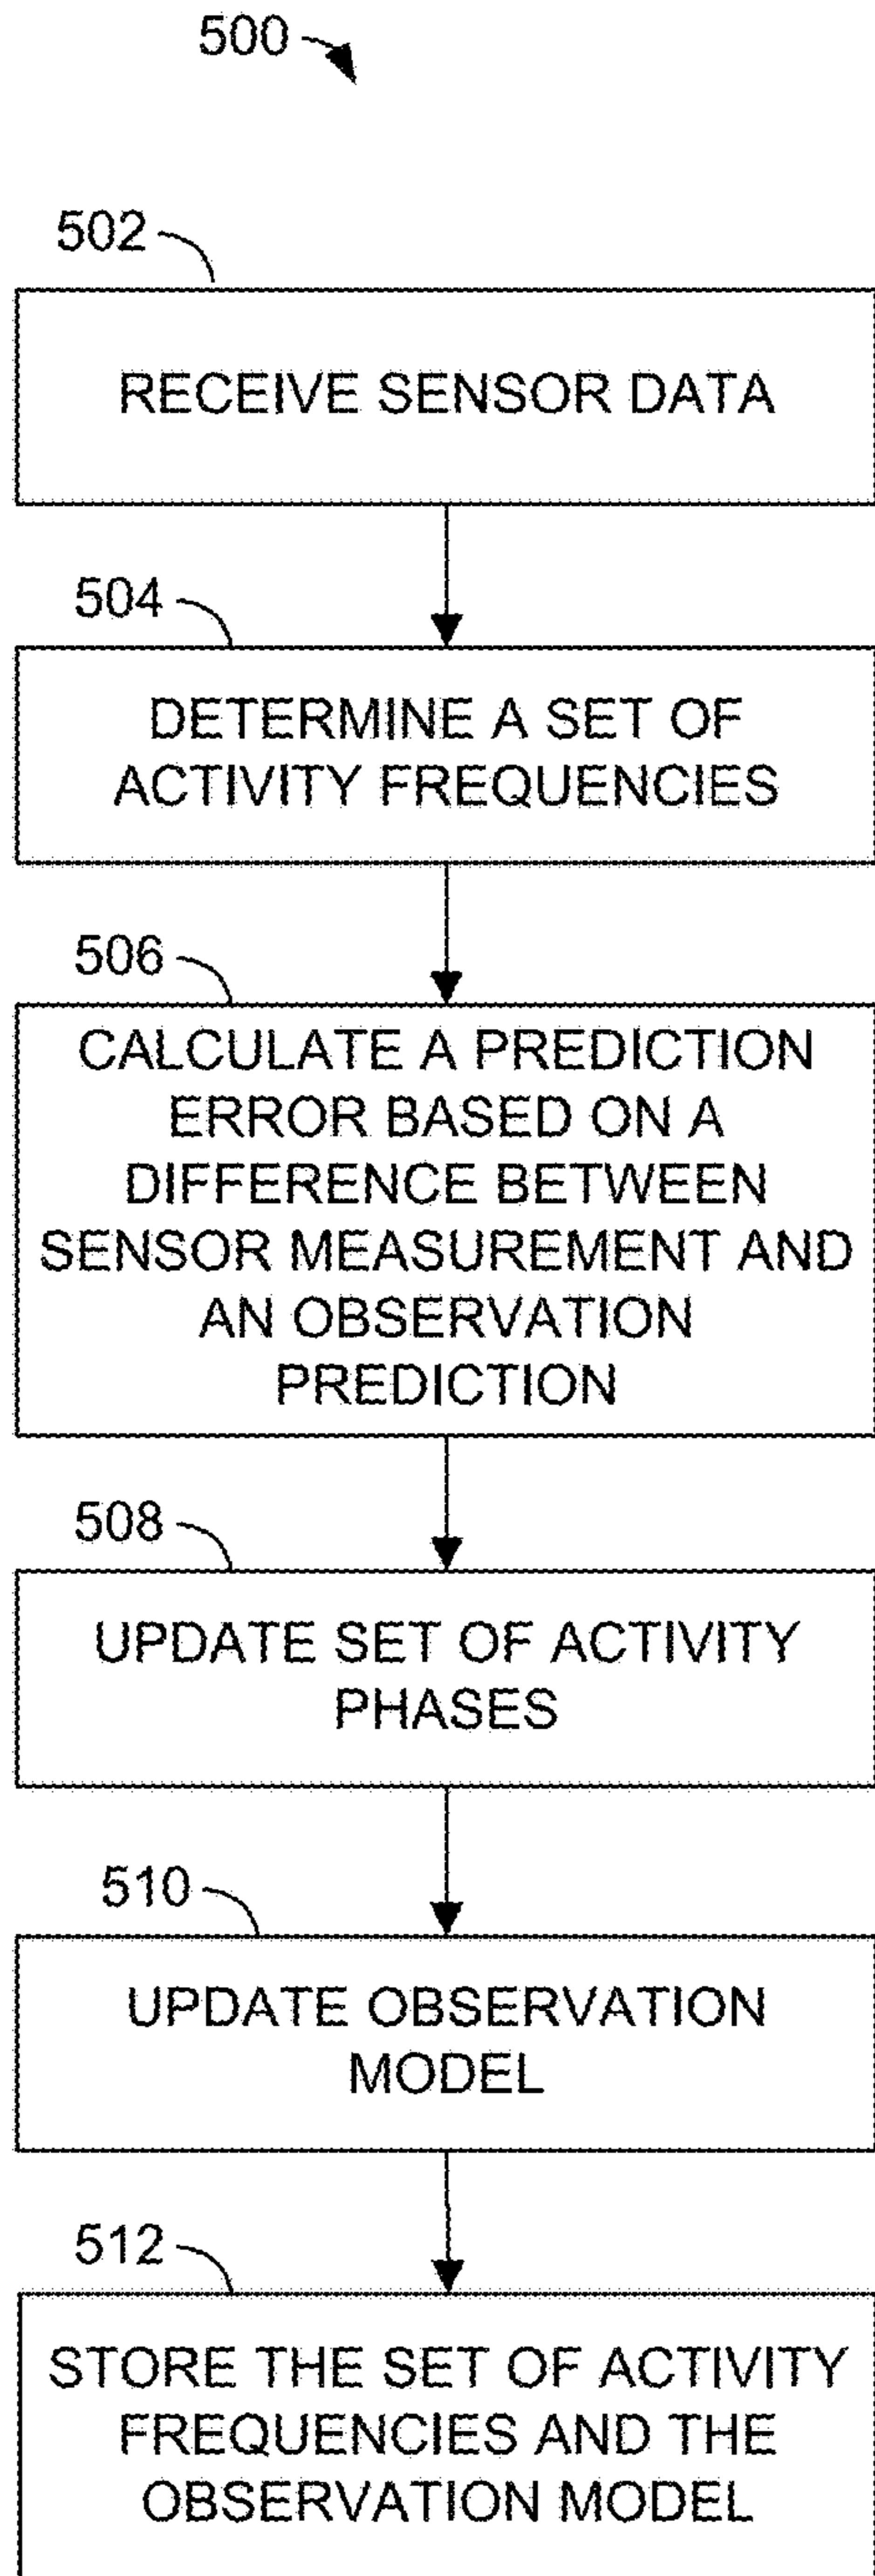 500
502
RECEIVE SENSOR DATA
504
DETERMINE A SET OF
ACTIVITY FREQUENCIES
506
CALCULATE A PREDICTION
ERROR BASED ON A
DIFFERENCE BETWEEN
SENSOR MEASUREMENT AND
AN OBSERVATION
PREDICTION
508
UPDATE SET OF ACTIVITY
PHASES
510
UPDATE OBSERVATION
MODEL
512
STORE THE SET OF ACTIVITY
FREQUENCIES AND THE
OBSERVATION MODEL